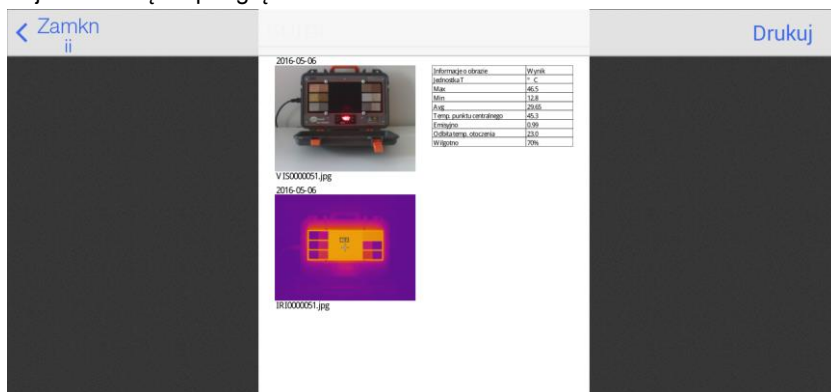 Zamkn
ii
Drukuj
2016-05-06
Informacje o obrazie Wynik
Jednostka T ° C
Max 46.5
Min 12.8
Avg 29.65
Temp. punktu centralnego 45.3
Emisyjno 0.99
Odbita temp. otoczenia 23.0
Wilgotno 70%
VIS0000051.jpg
2016-05-06
IRI0000051.jpg